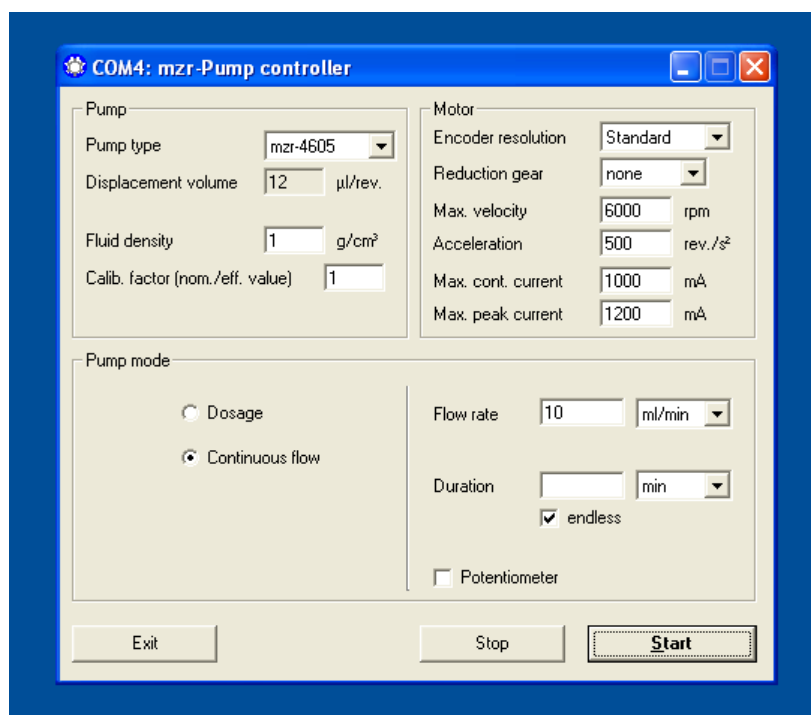 COM4: mzr-Pump controller
Pump
Pump type mzr-4605
Displacement volume 12 µl/rev.
Fluid density 1 g/cm³
Calib. factor (nom./eff. value) 1
Motor
Encoder resolution Standard
Reduction gear none
Max. velocity 6000 rpm
Acceleration 500 rev./s²
Max. cont. current 1000 mA
Max. peak current 1200 mA
Pump mode
Dosage
Continuous flow
Flow rate 10 ml/min
Duration min
endless
Potentiometer
Exit Stop Start